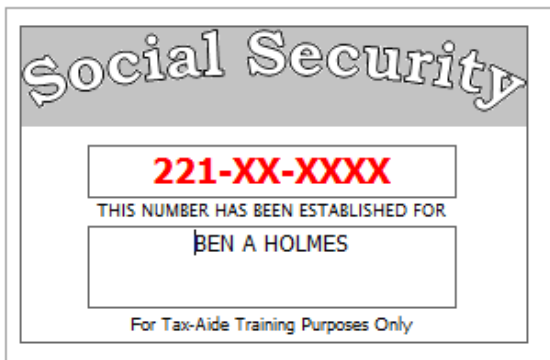 Social Security
221-XX-XXXX
THIS NUMBER HAS BEEN ESTABLISHED FOR
BEN A HOLMES
For Tax-Aide Training Purposes Only